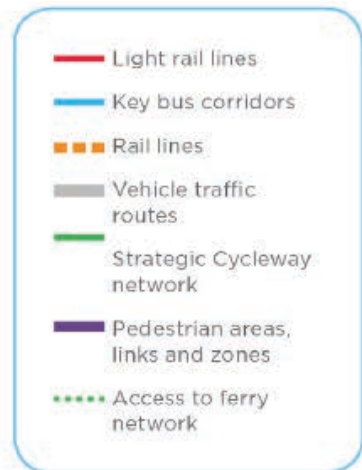 Light rail lines
Key bus corridors
Rail lines
Vehicle traffic
routes
Strategic Cycleway
network
Pedestrian areas,
links and zones
Access to ferry
network